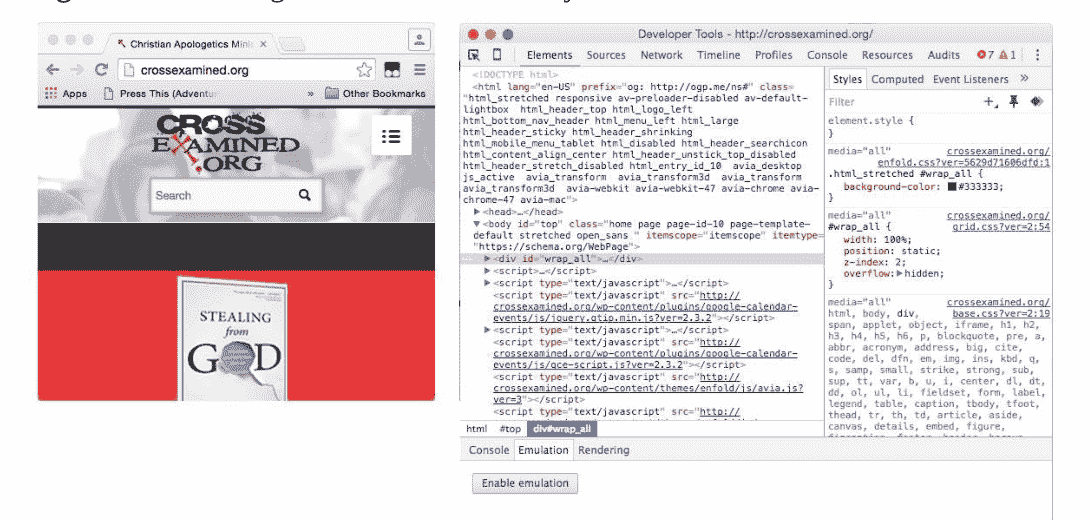 Christian Apologetics Mini
crossexamined.org
Apps
Press This (Adventur
»
Other Bookmarks
CROSS
EXAMINED
.ORG
Search
STEALING
from
GOD
Developer Tools - http://crossexamined.org/
Elements Sources Network Timeline Profiles Console Resources Audits 7 1
<!DOCTYPE html>
<html lang="en-US" prefix="og: http://ogp.me/ns#" class=
"html_stretched responsive av-preloader-disabled av-default-
lightbox html_header_top html_logo_left
html_bottom_nav_header html_menu_left html_large
html_header_sticky html_header_shrinking
html_mobile_menu_tablet html_disabled html_header_searchicon
html_content_align_center html_header_unstick_top_disabled
html_header_stretch_disabled html_entry_id_10 avia_desktop
js_active avia_transform avia_transform3d avia_transform
avia_transform3d avia-webkit avia-webkit-47 avia-chrome avia-
chrome-47 avia-mac">
<head>…</head>
<body id="top" class="home page page-id-10 page-template-
default stretched open_sans " itemscope="itemscope" itemtype=
"https://schema.org/WebPage">
<div id="wrap_all">…</div>
<script>…</script>
<script type="text/javascript">…</script>
<script type="text/javascript" src="http://
crossexamined.org/wp-content/plugins/google-calendar-
events/js/jquery.qtip.min.js?ver=2.3.2"></script>
<script type="text/javascript">…</script>
<script type="text/javascript" src="http://
crossexamined.org/wp-content/plugins/google-calendar-
events/js/gce-script.js?ver=2.3.2"></script>
<script type="text/javascript" src="http://
crossexamined.org/wp-content/themes/enfold/js/avia.js?
ver=3"></script>
<script type="text/javascript" src="http://
html #top div#wrap_all
Styles Computed Event Listeners »
Filter
element.style {
}
media="all" crossexamined.org/
enfold.css?ver=5629d71606dfd:1
.html_stretched #wrap_all {
background-color: #333333;
}
media="all" crossexamined.org/
#wrap_all { grid.css?ver=2:54
width: 100%;
position: static;
z-index: 2;
overflow: hidden;
}
media="all" crossexamined.org/
html, body, div, base.css?ver=2:19
span, applet, object, iframe, h1, h2,
h3, h4, h5, h6, p, blockquote, pre, a,
abbr, acronym, address, big, cite,
code, del, dfn, em, img, ins, kbd, q,
s, samp, small, strike, strong, sub,
sup, tt, var, b, u, i, center, dl, dt,
dd, ol, ul, li, fieldset, form, label,
legend, table, caption, tbody, tfoot,
thead, tr, th, td, article, aside,
canvas, details, embed, figure,
Console Emulation Rendering
Enable emulation